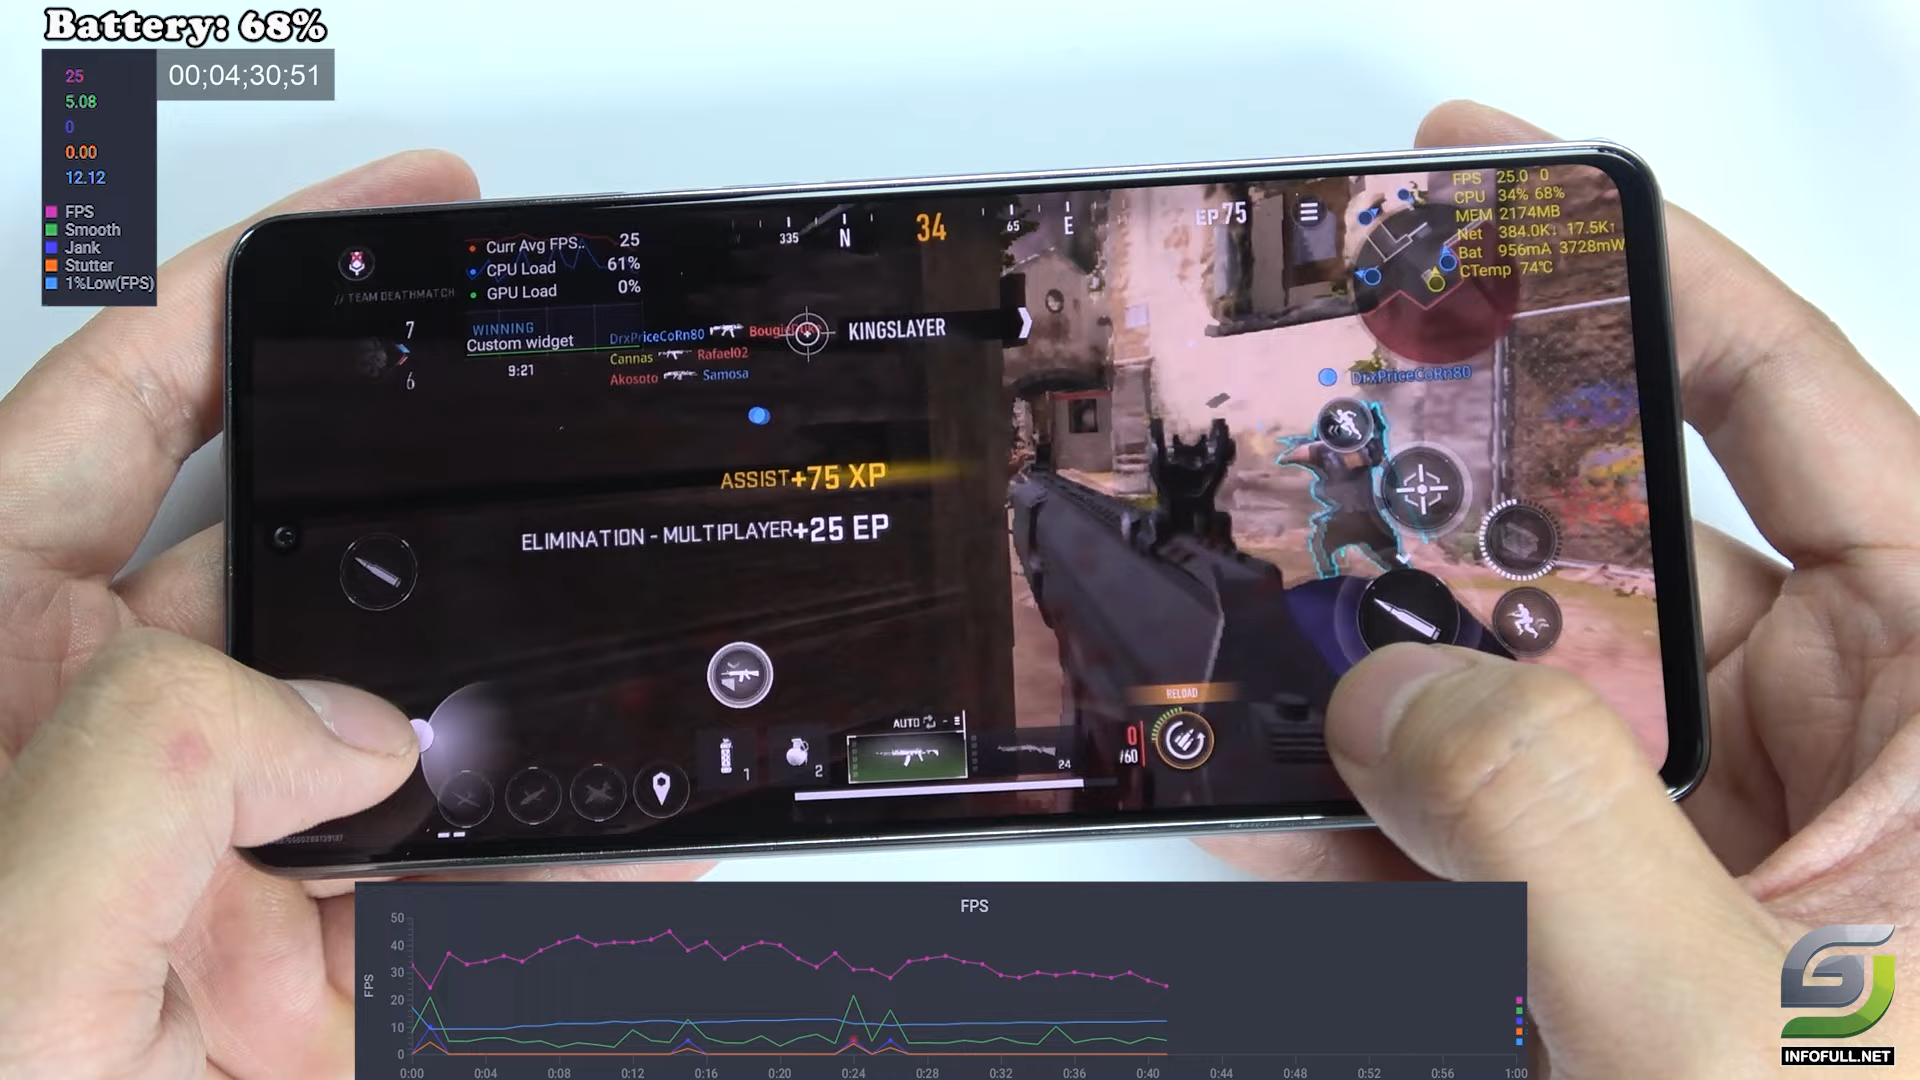 Battery: 68%
00;04;30;51
25
5.08
0
0.00
12.12
FPS
Smooth
Jank
Stutter
1%Low(FPS)
// TEAM DEATHMATCH
Curr Avg FPS.. 25
CPU Load 61%
GPU Load 0%
WINNING
Custom widget
9:21
7
6
335 N 34 65 E
EP 75
FPS 25.0 0
CPU 34% 68%
MEM 2174MB
Net 384.0K↓ 17.5K↑
Bat 956mA 3728mW
CTemp 74℃
DrxPriceCoRn80
Cannas Rafael02
Akosoto Samosa
KINGSLAYER
DrxPriceCoRn80
ASSIST+75 XP
ELIMINATION - MULTIPLAYER+25 EP
RELOAD
AUTO
1
2
24
0
/60
FPS
FPS
50
40
30
20
10
0
0:00 0:04 0:08 0:12 0:16 0:20 0:24 0:28 0:32 0:36 0:40 0:44 0:48 0:52 0:56 1:00
INFOFULL.NET